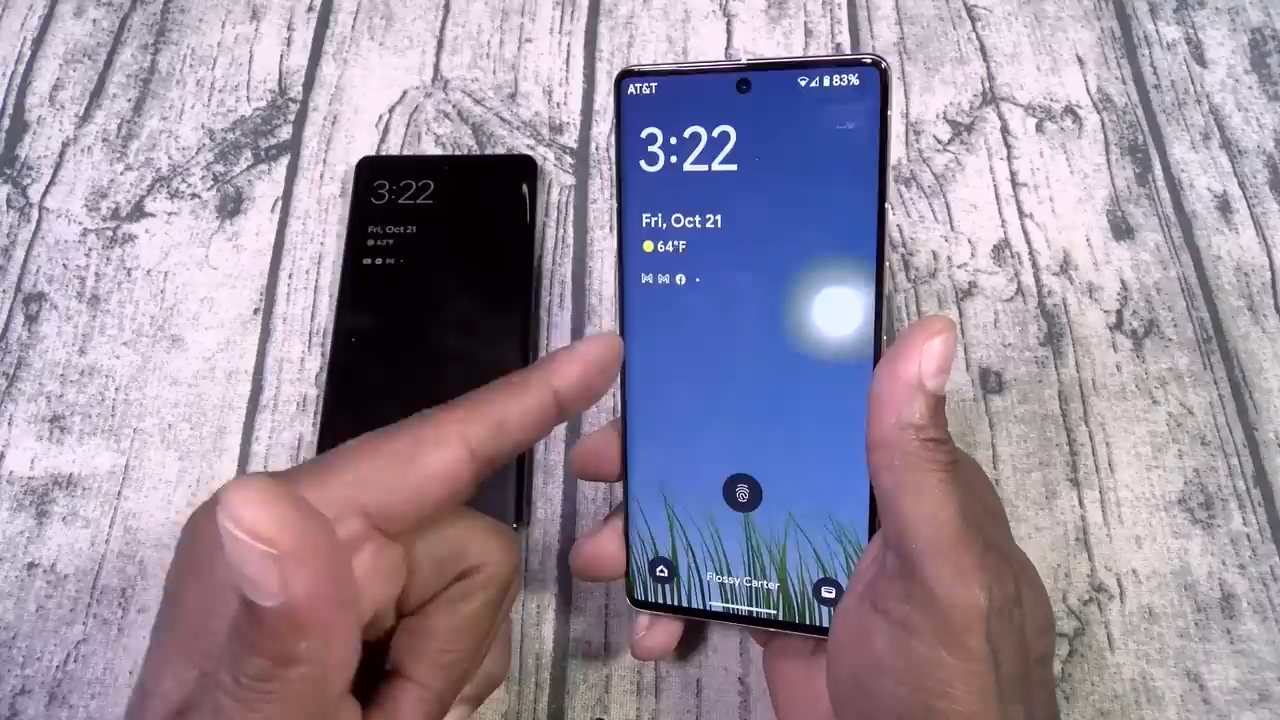 3:22
Fri, Oct 21
63°F
AT&T
83%
3:22
Fri, Oct 21
64°F
Flossy Carter